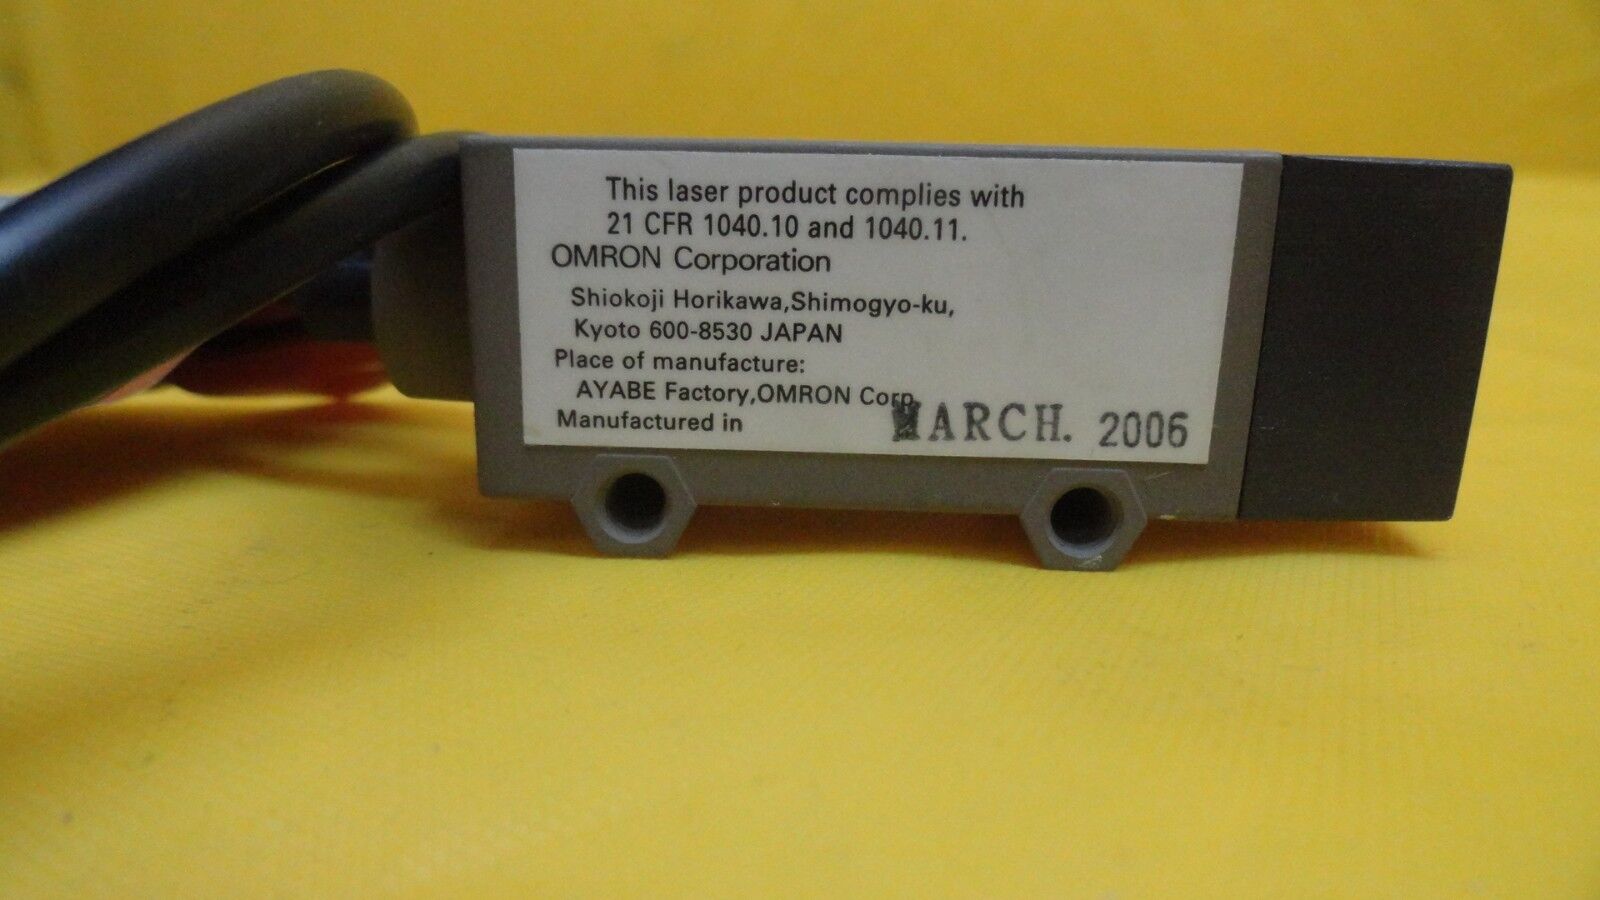 This laser product complies with
21 CFR 1040.10 and 1040.11.
OMRON Corporation
Shiokoji Horikawa,Shimogyo-ku,
Kyoto 600-8530 JAPAN
Place of manufacture:
AYABE Factory,OMRON Corp.
Manufactured in MARCH. 2006